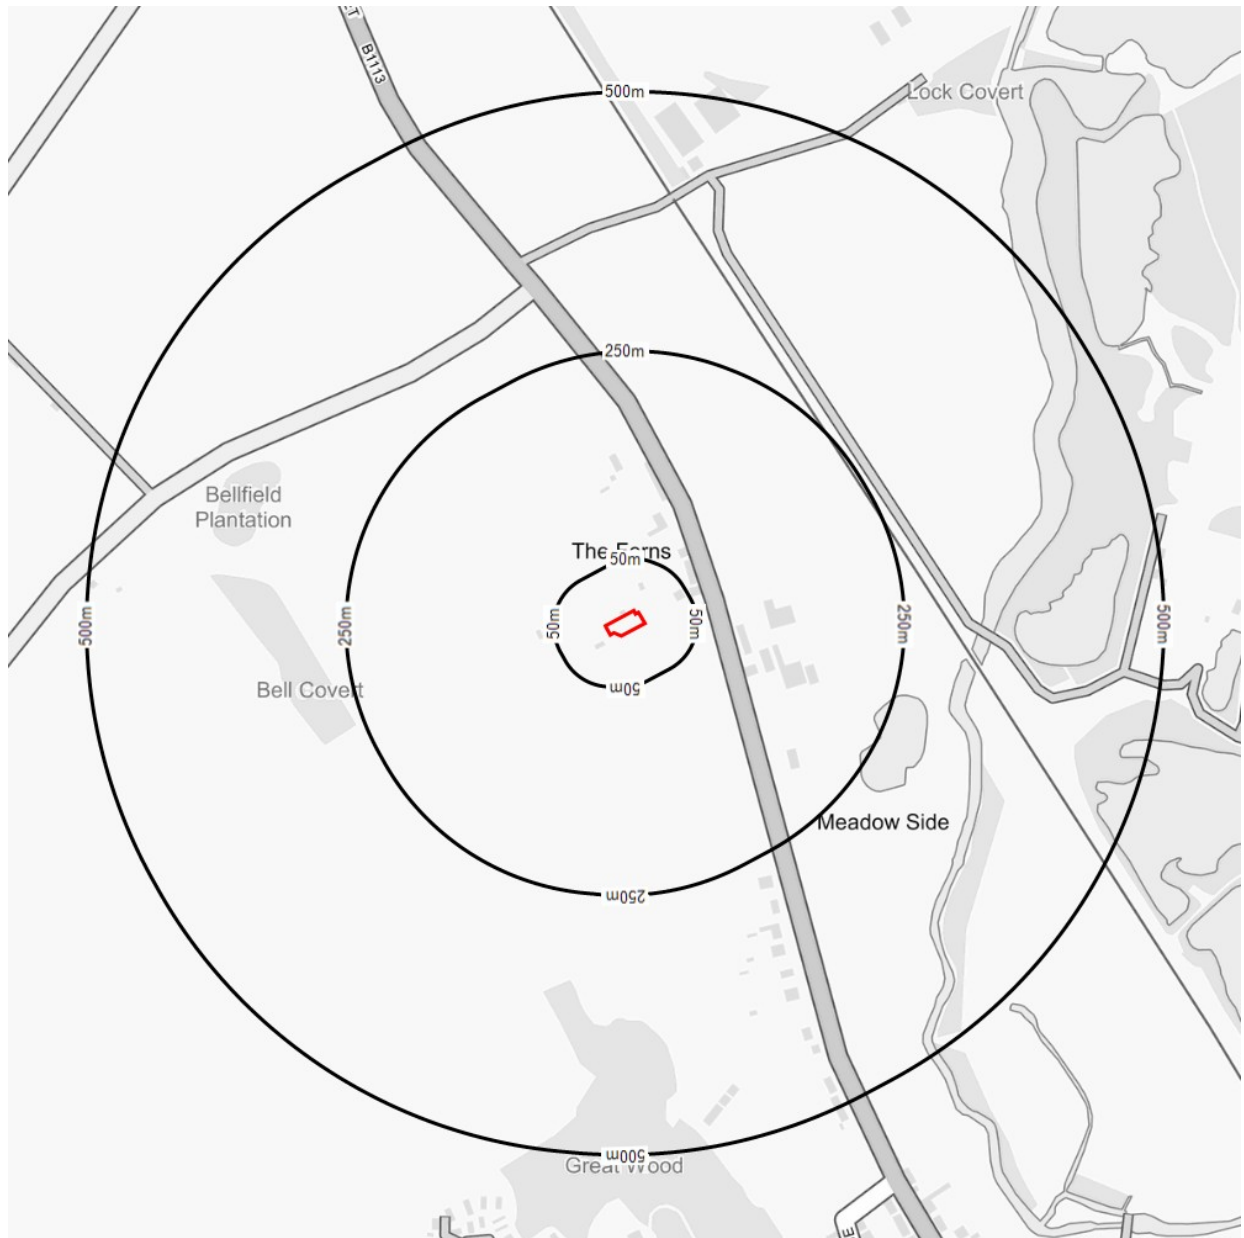 B1113
500m
Lock Covert
250m
Bellfield
Plantation
The Ferns
50m
500m
250m
50m
50m
250m
500m
Bell Covert
50m
Meadow Side
250m
500m
Great Wood
E